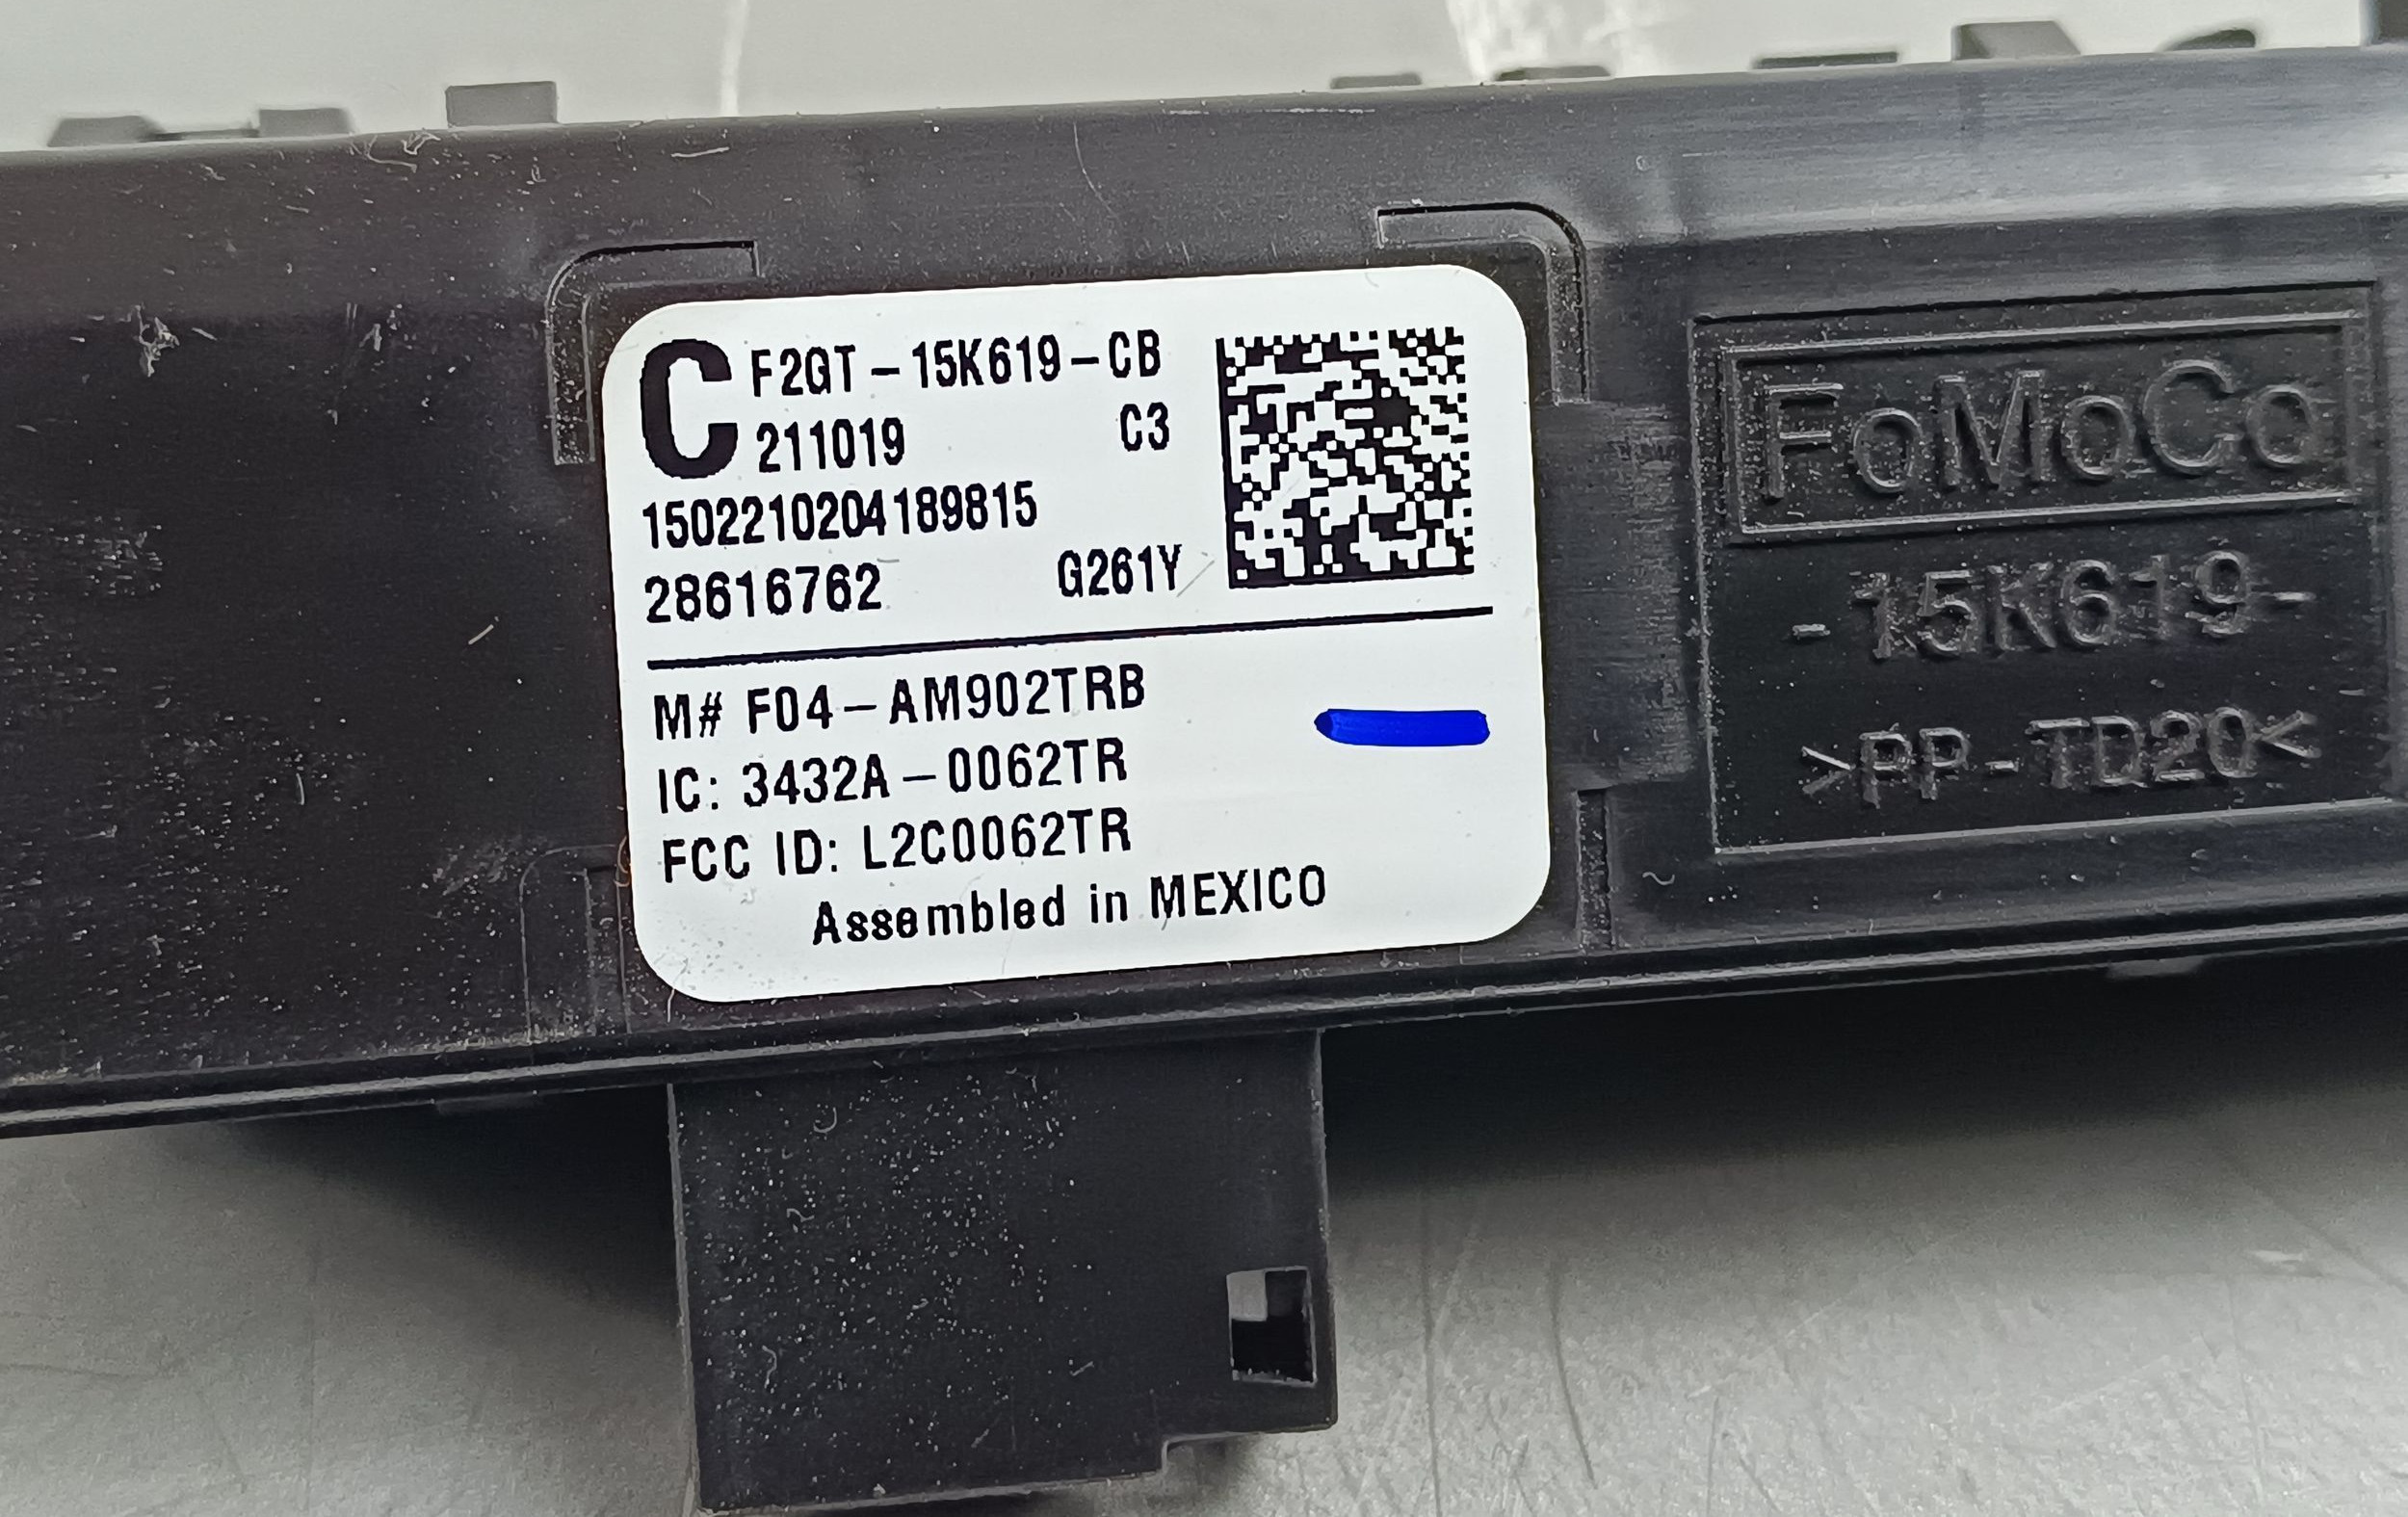 C F2GT-15K619-CB
211019 C3
1502210204189815
28616762 G261Y
M# F04-AM902TRB
IC: 3432A-0062TR
FCC ID: L2C0062TR
Assembled in MEXICO
FoMoCo
-15K619-
>PP-TD20<